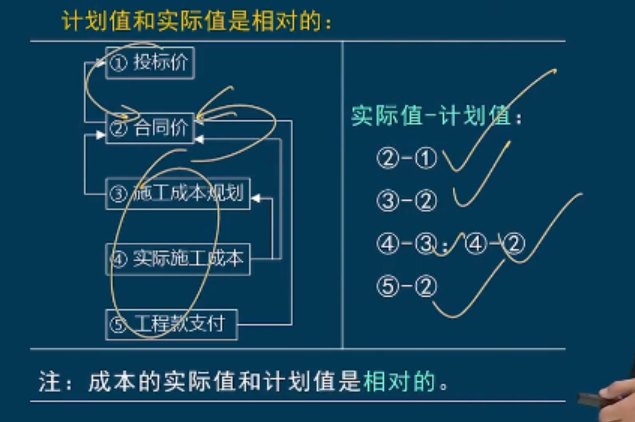 计划值和实际值是相对的：
① 投标价
② 合同价
③ 施工成本规划
④ 实际施工成本
⑤ 工程款支付
实际值-计划值：
②-①
③-②
④-③；④-②
⑤-②
注：成本的实际值和计划值是相对的。